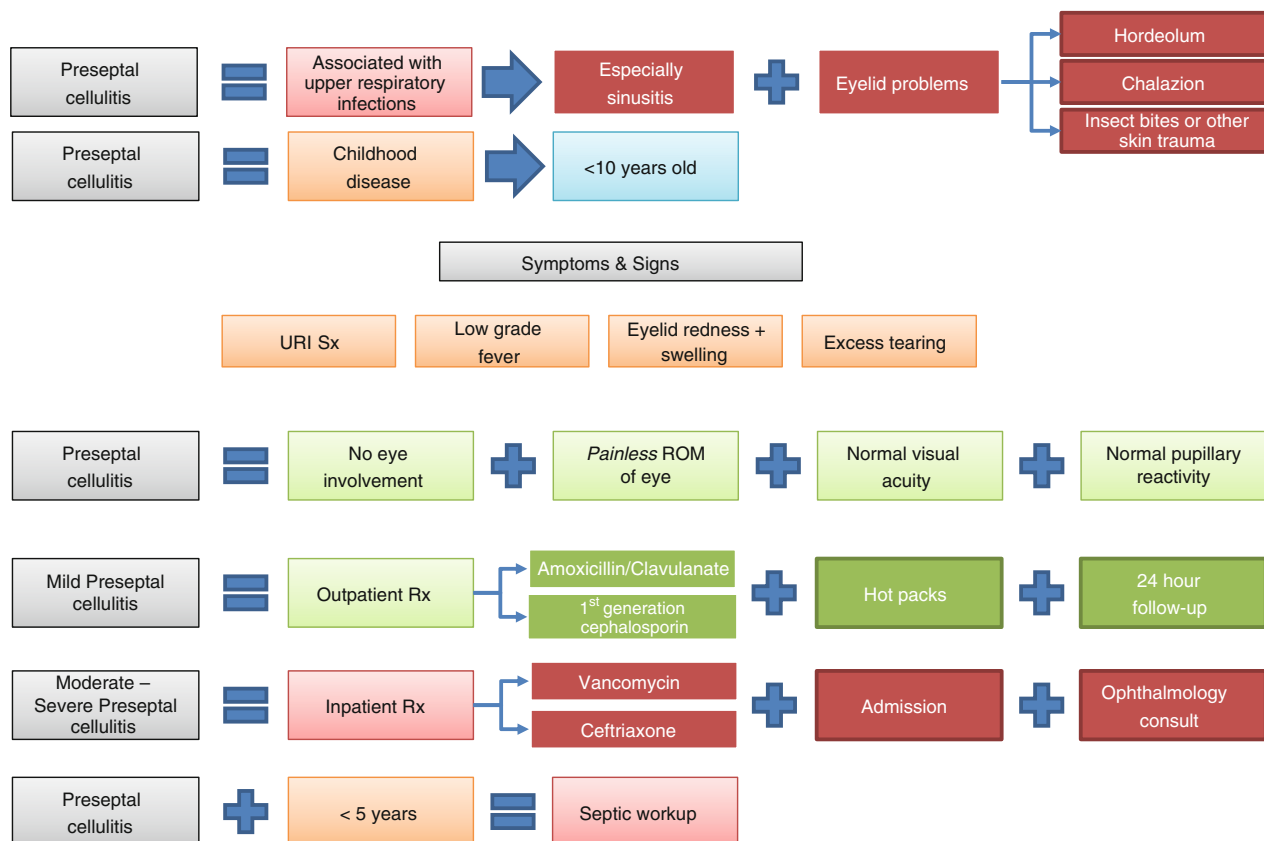 Preseptal
cellulitis
Associated with
upper respiratory
infections
Especially
sinusitis
Eyelid problems
Hordeolum
Chalazion
Insect bites or other
skin trauma
Preseptal
cellulitis
Childhood
disease
<10 years old
Symptoms & Signs
URI Sx
Low grade
fever
Eyelid redness +
swelling
Excess tearing
Preseptal
cellulitis
No eye
involvement
Painless ROM
of eye
Normal visual
acuity
Normal pupillary
reactivity
Mild Preseptal
cellulitis
Outpatient Rx
Amoxicillin/Clavulanate
1st generation
cephalosporin
Hot packs
24 hour
follow-up
Moderate –
Severe Preseptal
cellulitis
Inpatient Rx
Vancomycin
Ceftriaxone
Admission
Ophthalmology
consult
Preseptal
cellulitis
< 5 years
Septic workup